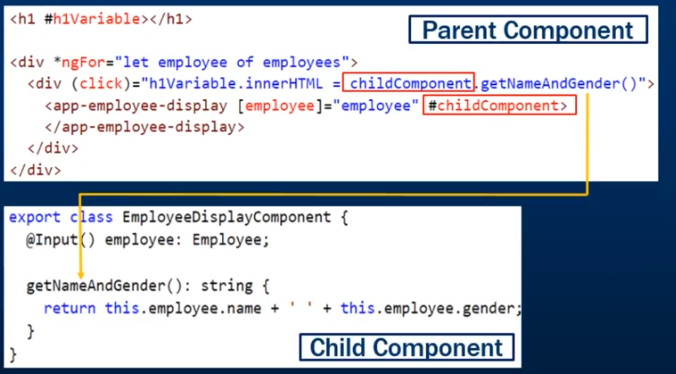 <h1 #h1Variable></h1>
Parent Component
<div *ngFor="let employee of employees">
<div (click)="h1Variable.innerHTML = childComponent.getNameAndGender()">
<app-employee-display [employee]="employee" #childComponent>
</app-employee-display>
</div>
</div>
export class EmployeeDisplayComponent {
@Input() employee: Employee;
getNameAndGender(): string {
return this.employee.name + ' ' + this.employee.gender;
}
}
Child Component